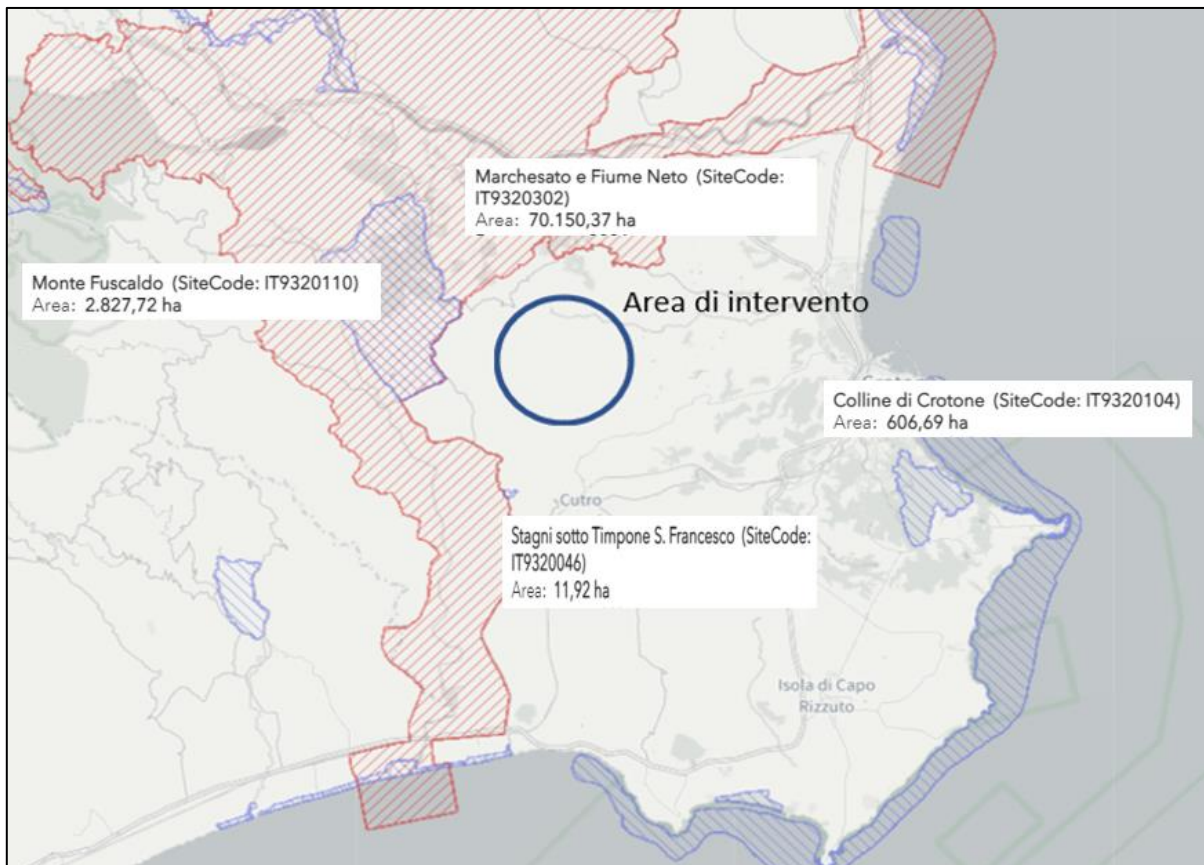 Marchesato e Fiume Neto (SiteCode:
IT9320302)
Area: 70.150,37 ha
Monte Fuscaldo (SiteCode: IT9320110)
Area: 2.827,72 ha
Area di intervento
Colline di Crotone (SiteCode: IT9320104)
Area: 606,69 ha
Cutro
Stagni sotto Timpone S. Francesco (SiteCode:
IT9320046)
Area: 11,92 ha
Isola di Capo
Rizzuto